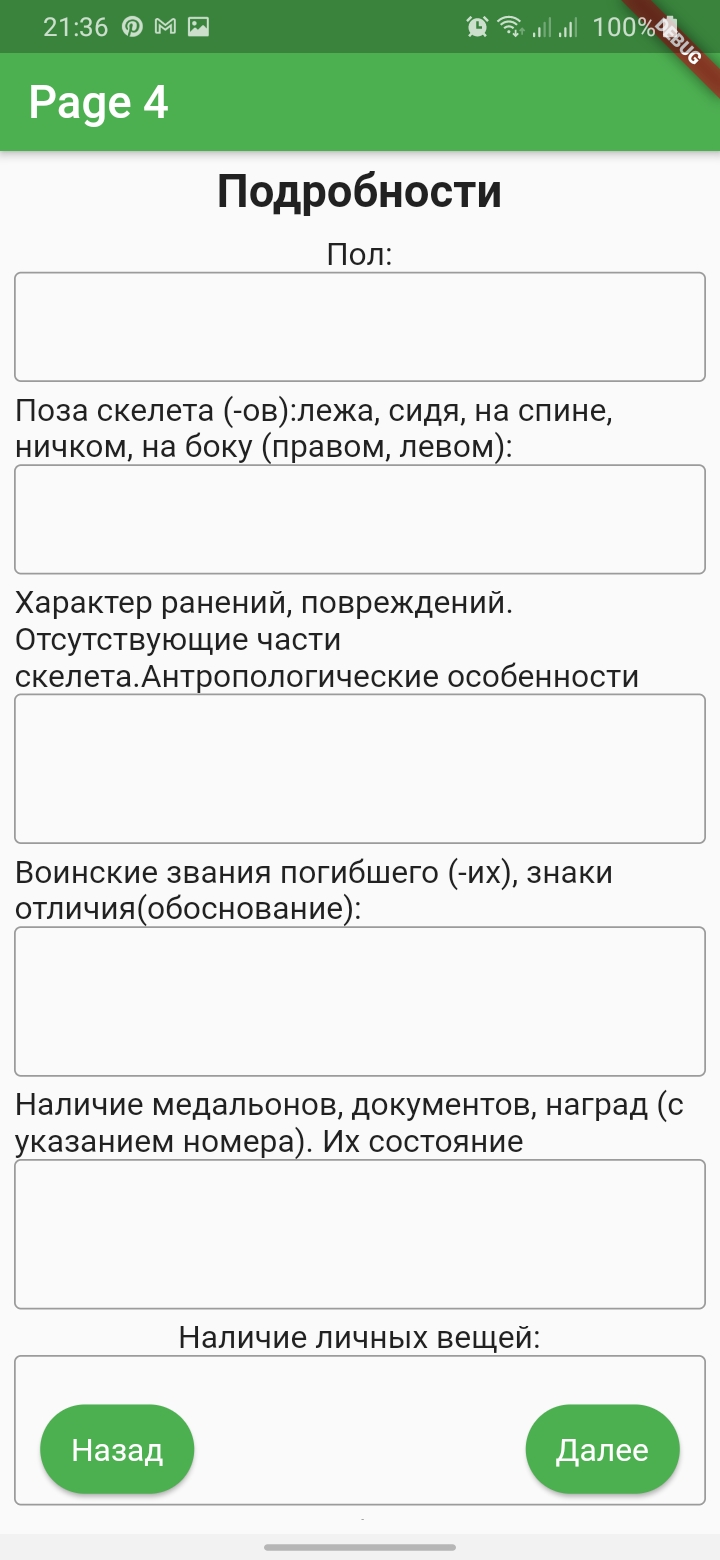 21:36
100%
DEBUG
Page 4
Подробности
Пол:
Поза скелета (-ов):лежа, сидя, на спине,
ничком, на боку (правом, левом):
Характер ранений, повреждений.
Отсутствующие части
скелета.Антропологические особенности
Воинские звания погибшего (-их), знаки
отличия(обоснование):
Наличие медальонов, документов, наград (с
указанием номера). Их состояние
Наличие личных вещей:
Назад
Далее